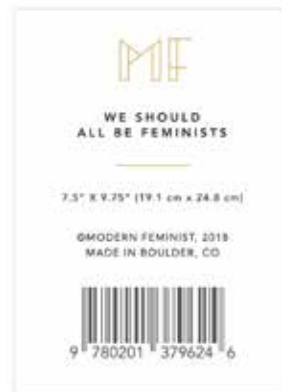 MF
WE SHOULD
ALL BE FEMINISTS
7.5" X 9.75" (19.1 cm x 24.8 cm)
©MODERN FEMINIST, 2018
MADE IN BOULDER, CO
9 780201 379624 6